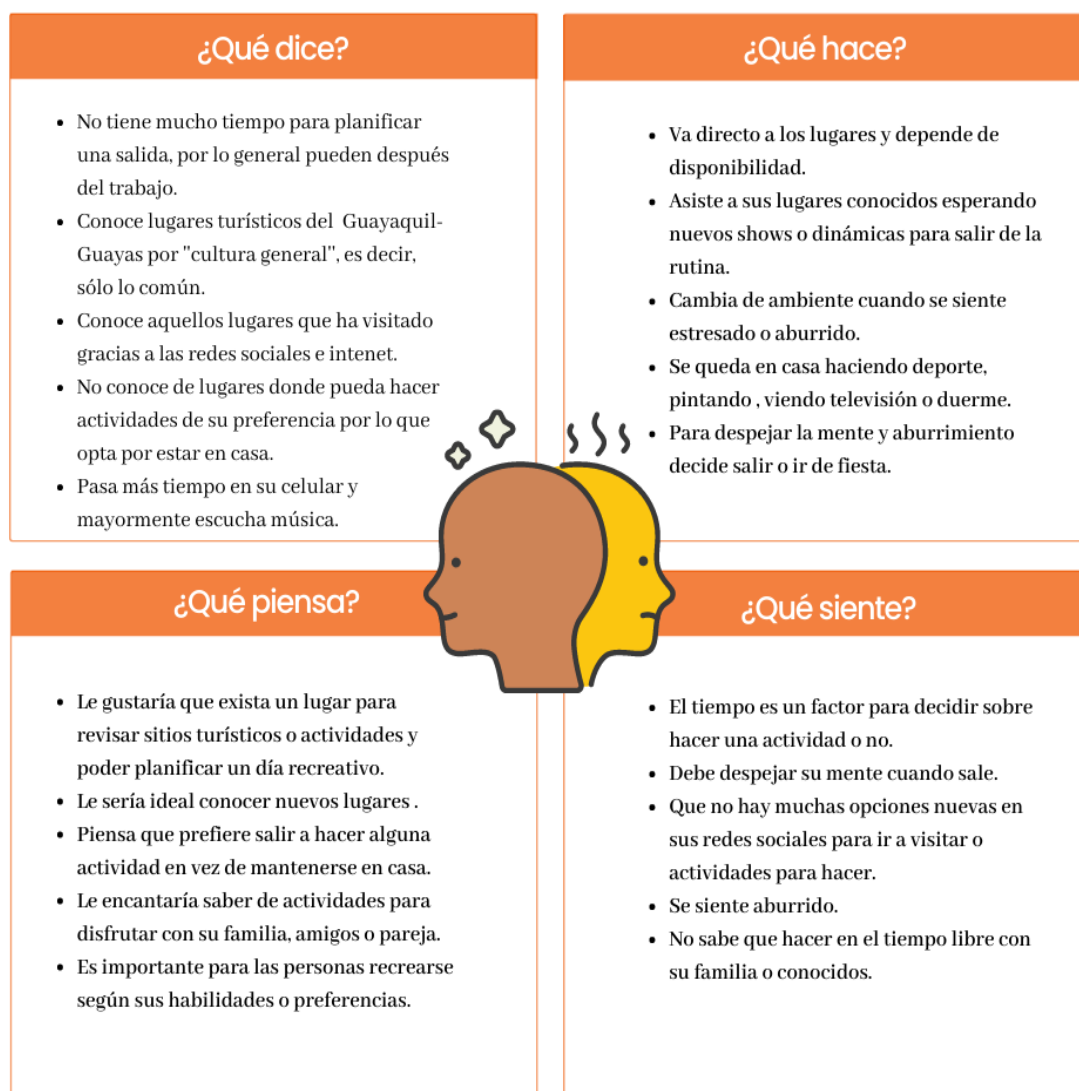 ¿Qué dice?
• No tiene mucho tiempo para planificar
una salida, por lo general pueden después
del trabajo.
• Conoce lugares turísticos del Guayaquil-
Guayas por "cultura general", es decir,
sólo lo común.
• Conoce aquellos lugares que ha visitado
gracias a las redes sociales e intenet.
• No conoce de lugares donde pueda hacer
actividades de su preferencia por lo que
opta por estar en casa.
• Pasa más tiempo en su celular y
mayormente escucha música.
¿Qué hace?
• Va directo a los lugares y depende de
disponibilidad.
• Asiste a sus lugares conocidos esperando
nuevos shows o dinámicas para salir de la
rutina.
• Cambia de ambiente cuando se siente
estresado o aburrido.
• Se queda en casa haciendo deporte,
pintando , viendo televisión o duerme.
• Para despejar la mente y aburrimiento
decide salir o ir de fiesta.
¿Qué piensa?
• Le gustaría que exista un lugar para
revisar sitios turísticos o actividades y
poder planificar un día recreativo.
• Le sería ideal conocer nuevos lugares .
• Piensa que prefiere salir a hacer alguna
actividad en vez de mantenerse en casa.
• Le encantaría saber de actividades para
disfrutar con su familia, amigos o pareja.
• Es importante para las personas recrearse
según sus habilidades o preferencias.
¿Qué siente?
• El tiempo es un factor para decidir sobre
hacer una actividad o no.
• Debe despejar su mente cuando sale.
• Que no hay muchas opciones nuevas en
sus redes sociales para ir a visitar o
actividades para hacer.
• Se siente aburrido.
• No sabe que hacer en el tiempo libre con
su familia o conocidos.